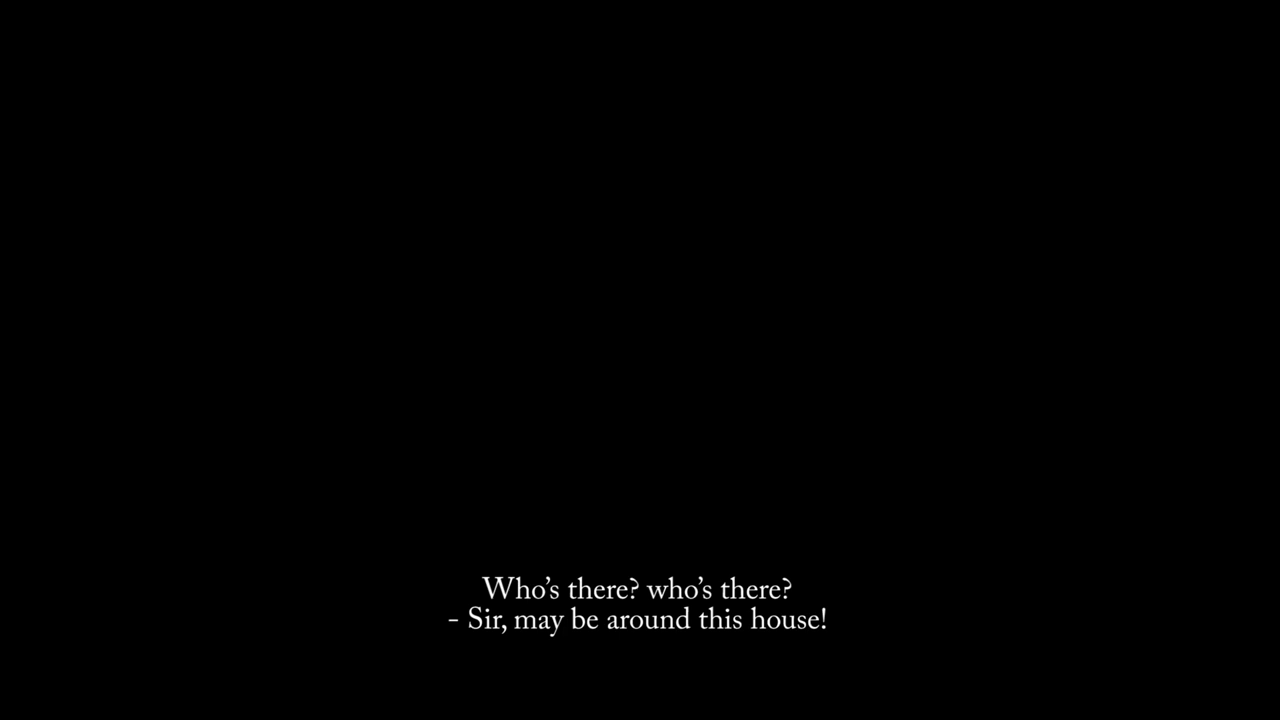 Who’s there? who’s there?
- Sir, may be around this house!